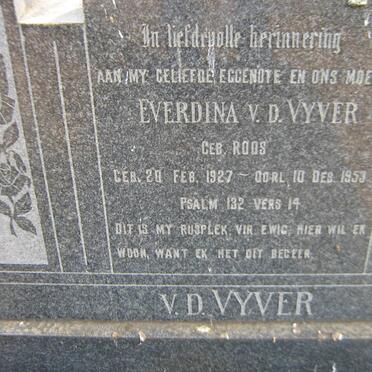 In liefdevolle herinnering
AAN MY GELIEFDE EGGENOTE EN ONS MOE
EVERDINA V. D. VYVER
GEB. ROOS
GEB. 20 FEB. 1927 ~ OORL. 10 DES. 1953
PSALM 132 VERS 14
DIT IS MY RUSPLEK VIR EWIG; HIER WIL EK
WOON, WANT EK HET DIT BEGEER.
V. D. VYVER